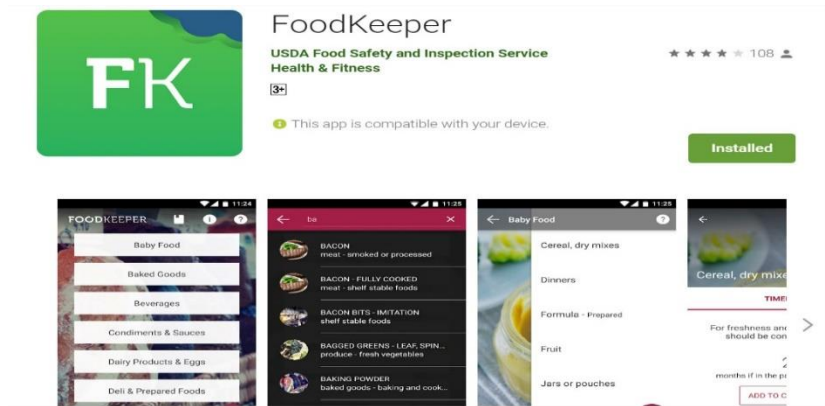 FK
FoodKeeper
USDA Food Safety and Inspection Service
Health & Fitness
108
3+
This app is compatible with your device.
Installed
11:24
FOODKEEPER
Baby Food
Baked Goods
Beverages
Condiments & Sauces
Dairy Products & Eggs
Deli & Prepared Foods
11:25
ba
BACON
meat - smoked or processed
BACON - FULLY COOKED
meat - shelf stable foods
BACON BITS - IMITATION
shelf stable foods
BAGGED GREENS - LEAF, SPIN...
produce - fresh vegetables
BAKING POWDER
baked goods - baking and cook...
11:25
Baby Food
Cereal, dry mixes
Dinners
Formula - Prepared
Fruit
Jars or pouches
Cereal, dry mixe
TIME
For freshness and
should be con
months if in the p
ADD TO C